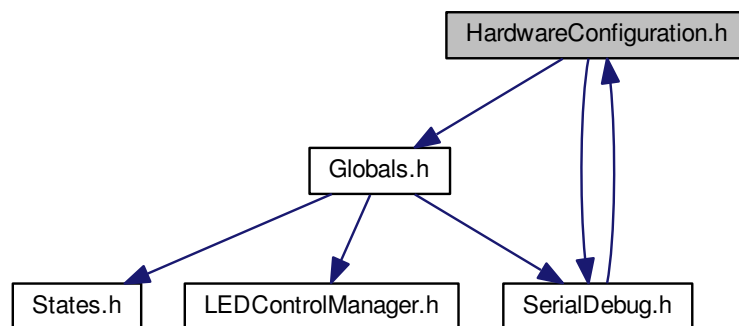 HardwareConfiguration.h
Globals.h
States.h
LEDControlManager.h
SerialDebug.h